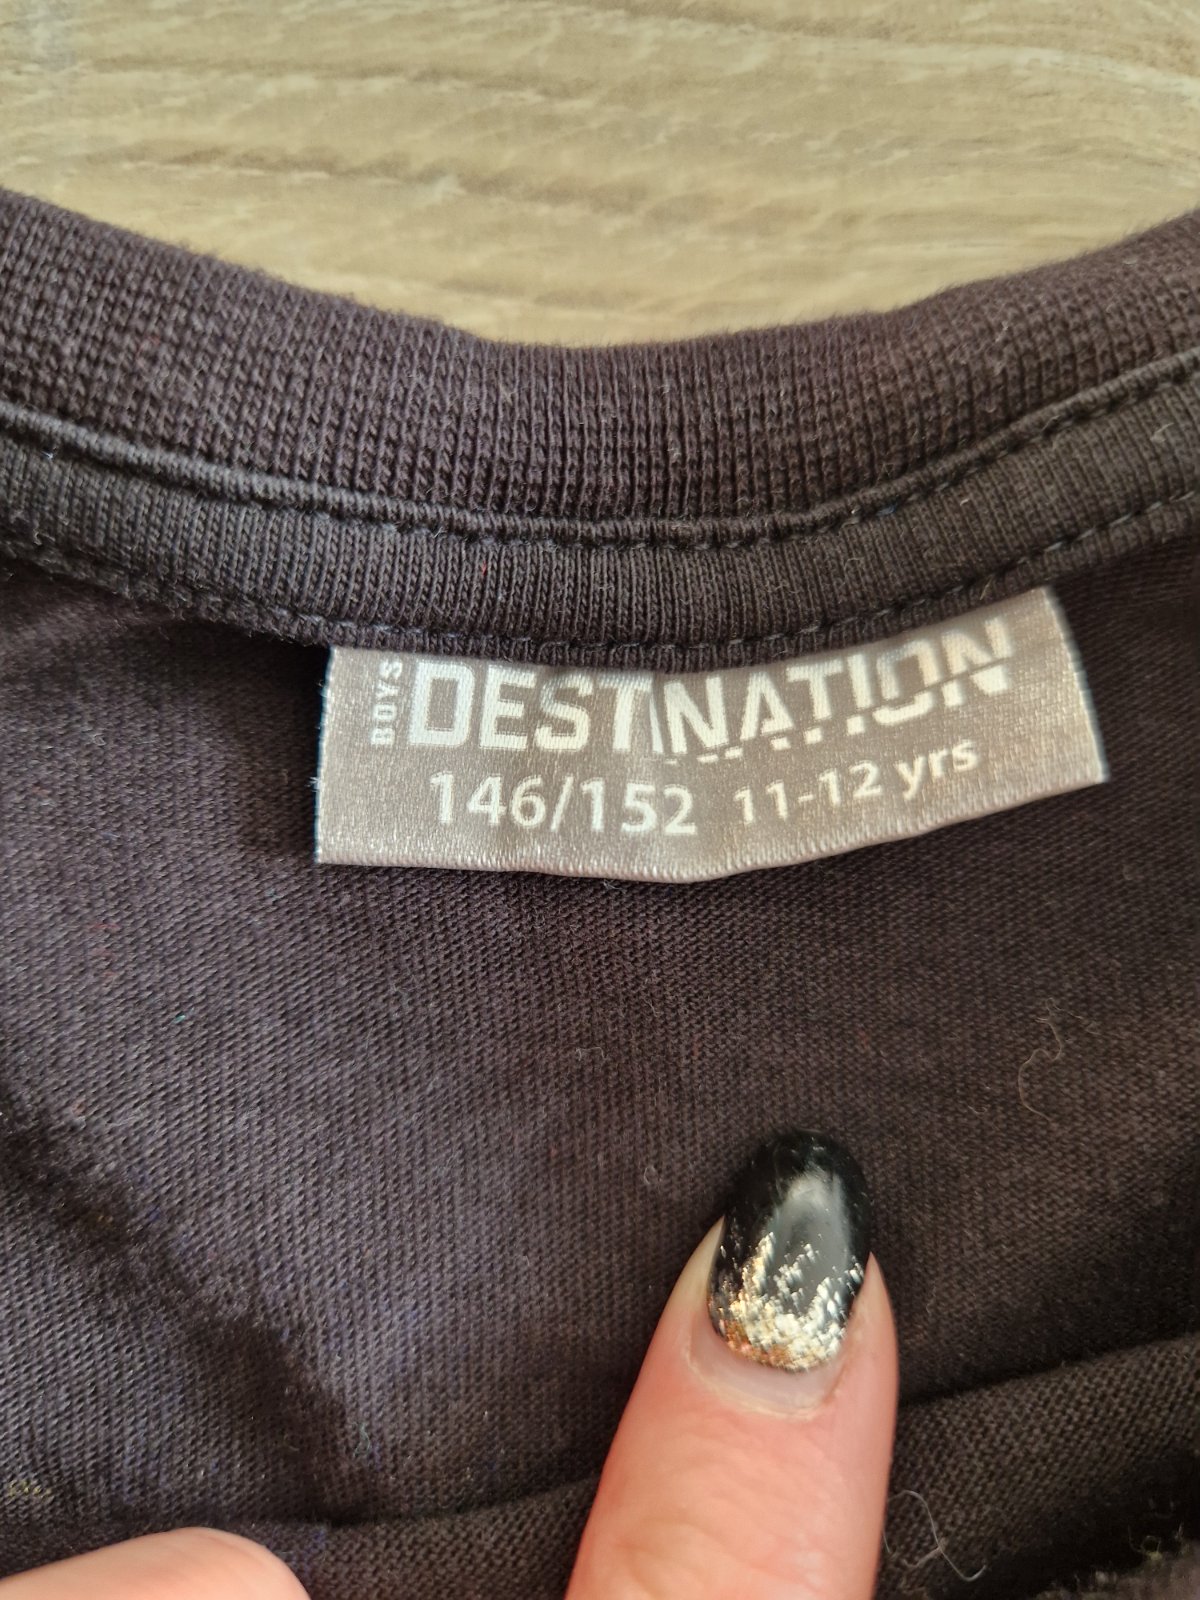 BOYS
DESTINATION
146/152 11-12 yrs